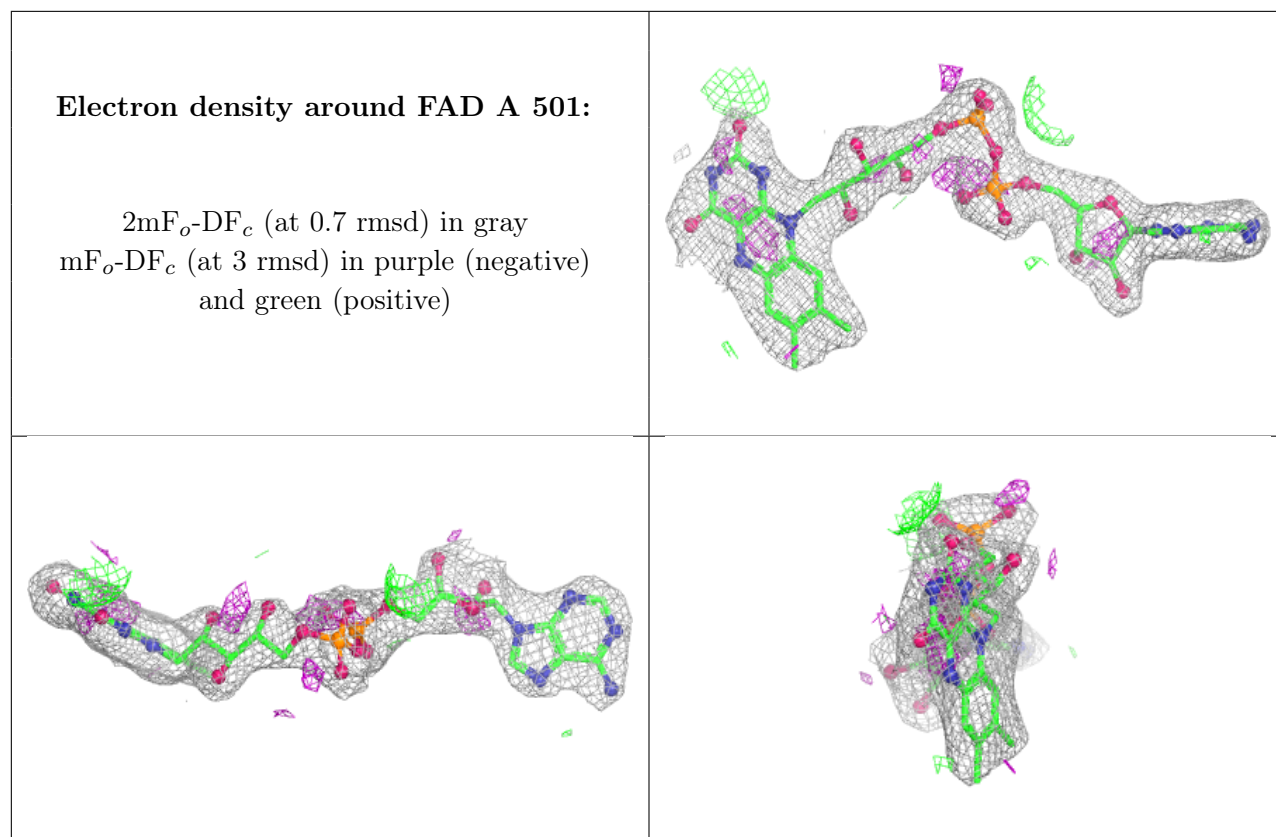 Electron density around FAD A 501:
2mFo-DFc (at 0.7 rmsd) in gray
mFo-DFc (at 3 rmsd) in purple (negative)
and green (positive)